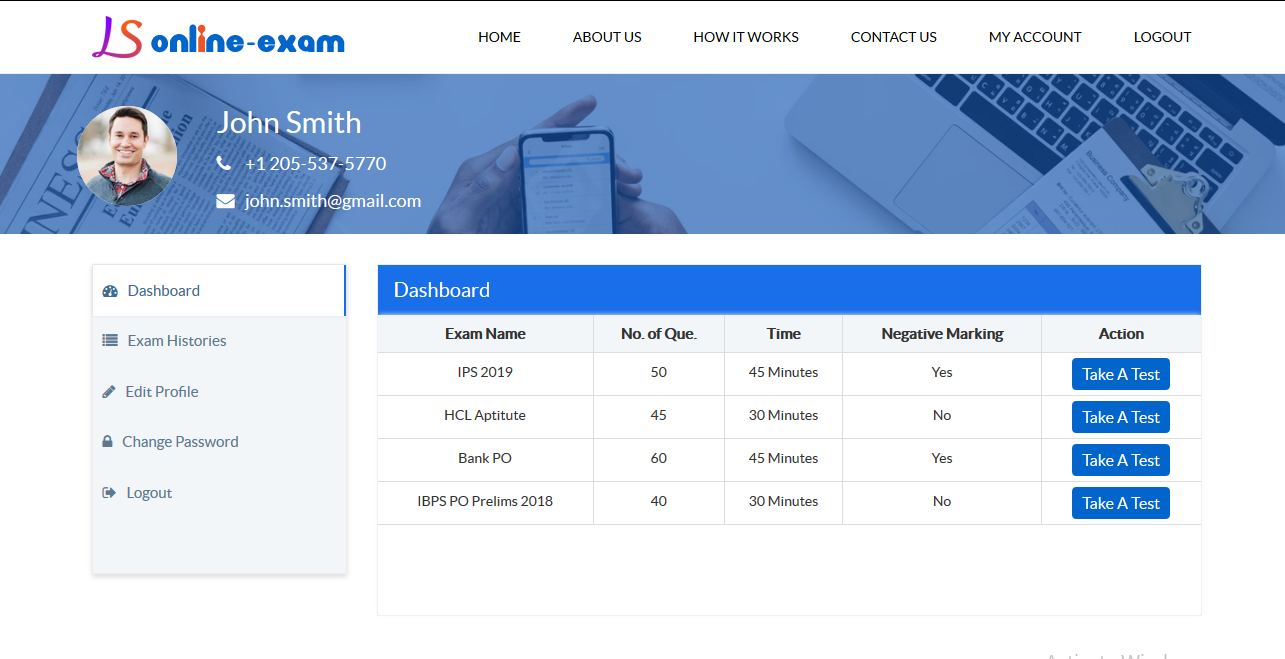 LS online-exam
HOME ABOUT US HOW IT WORKS CONTACT US MY ACCOUNT LOGOUT
John Smith
+1 205-537-5770
john.smith@gmail.com
Dashboard
Exam Histories
Edit Profile
Change Password
Logout
Dashboard
Exam Name No. of Que. Time Negative Marking Action
IPS 2019 50 45 Minutes Yes Take A Test
HCL Aptitute 45 30 Minutes No Take A Test
Bank PO 60 45 Minutes Yes Take A Test
IBPS PO Prelims 2018 40 30 Minutes No Take A Test